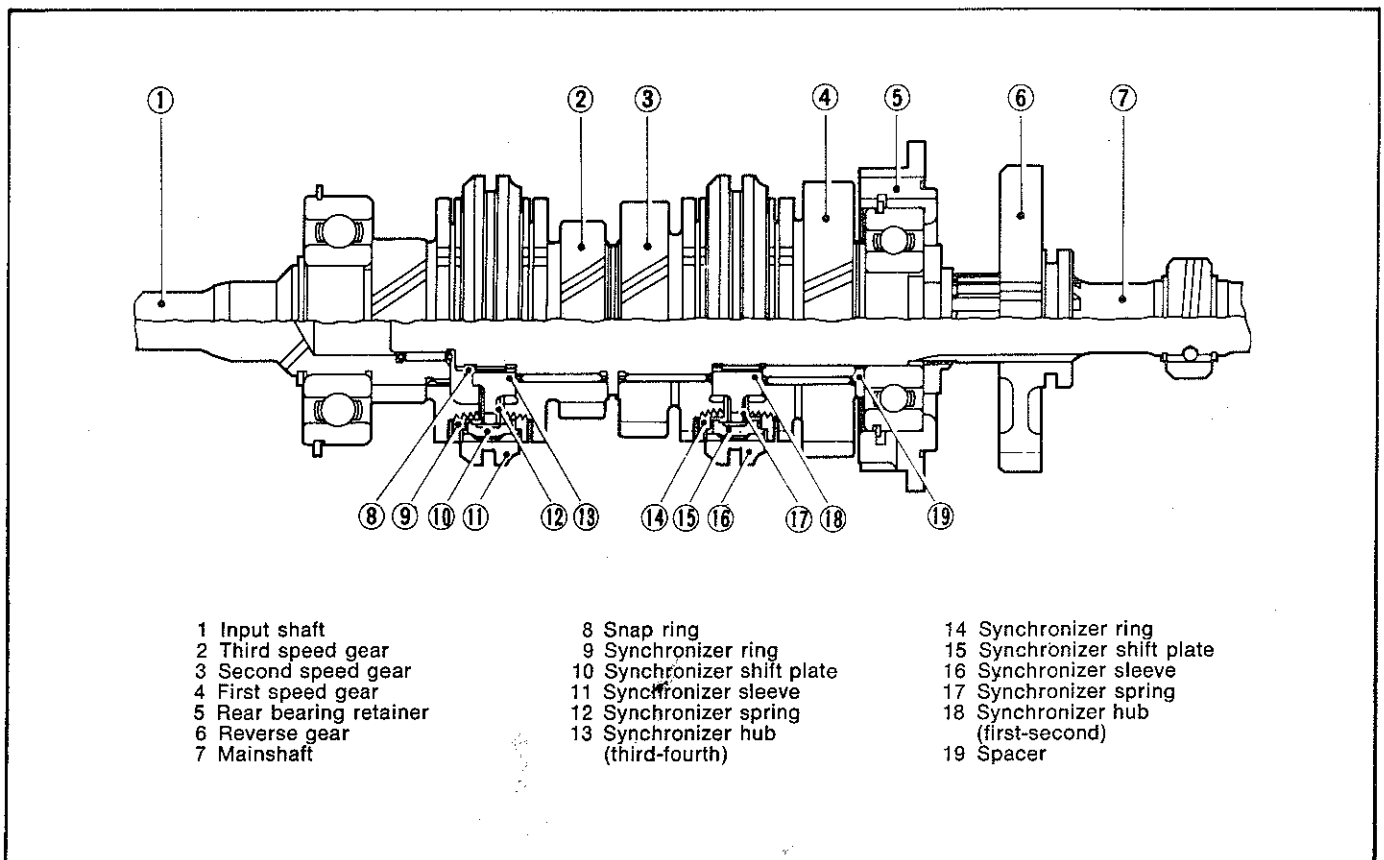 ① ② ③ ④ ⑤ ⑥ ⑦
⑧ ⑨ ⑩ ⑪ ⑫ ⑬ ⑭ ⑮ ⑯ ⑰ ⑱ ⑲
1 Input shaft
2 Third speed gear
3 Second speed gear
4 First speed gear
5 Rear bearing retainer
6 Reverse gear
7 Mainshaft
8 Snap ring
9 Synchronizer ring
10 Synchronizer shift plate
11 Synchronizer sleeve
12 Synchronizer spring
13 Synchronizer hub
(third-fourth)
14 Synchronizer ring
15 Synchronizer shift plate
16 Synchronizer sleeve
17 Synchronizer spring
18 Synchronizer hub
(first-second)
19 Spacer